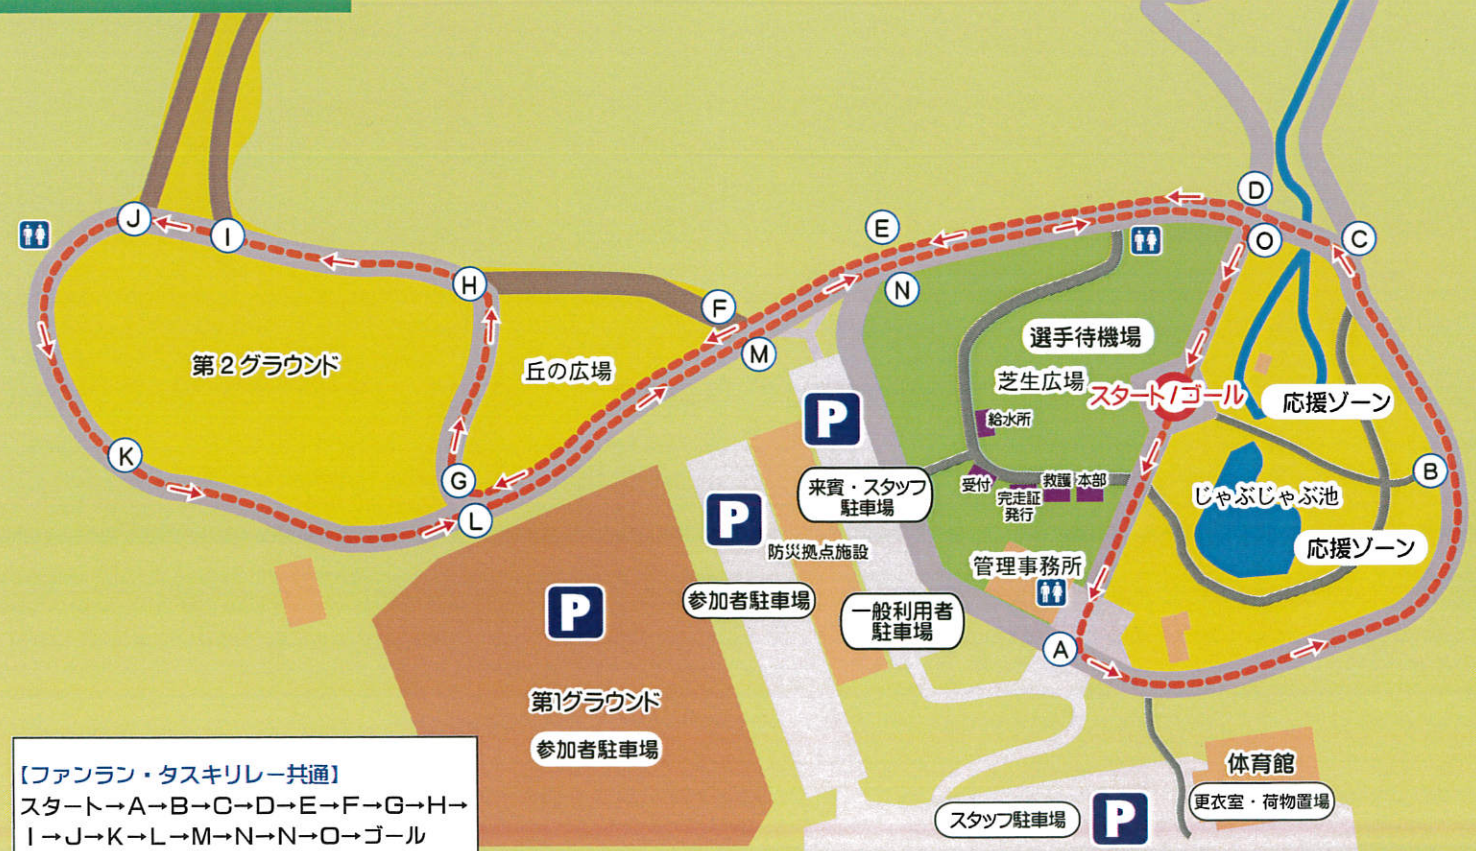 D
J
I
E
O
C
H
N
F
選手待機場
M
第2グラウンド
丘の広場
芝生広場
スタート/ゴール
応援ゾーン
P
給水所
K
G
B
来賓・スタッフ
駐車場
受付
完走証
発行
救護
本部
じゃぶじゃぶ池
L
P
防災拠点施設
応援ゾーン
管理事務所
参加者駐車場
P
一般利用者
駐車場
A
第1グラウンド
参加者駐車場
体育館
更衣室・荷物置場
スタッフ駐車場
P
【ファンラン・タスキリレー共通】
スタート→A→B→C→D→E→F→G→H→
I→J→K→L→M→N→N→O→ゴール